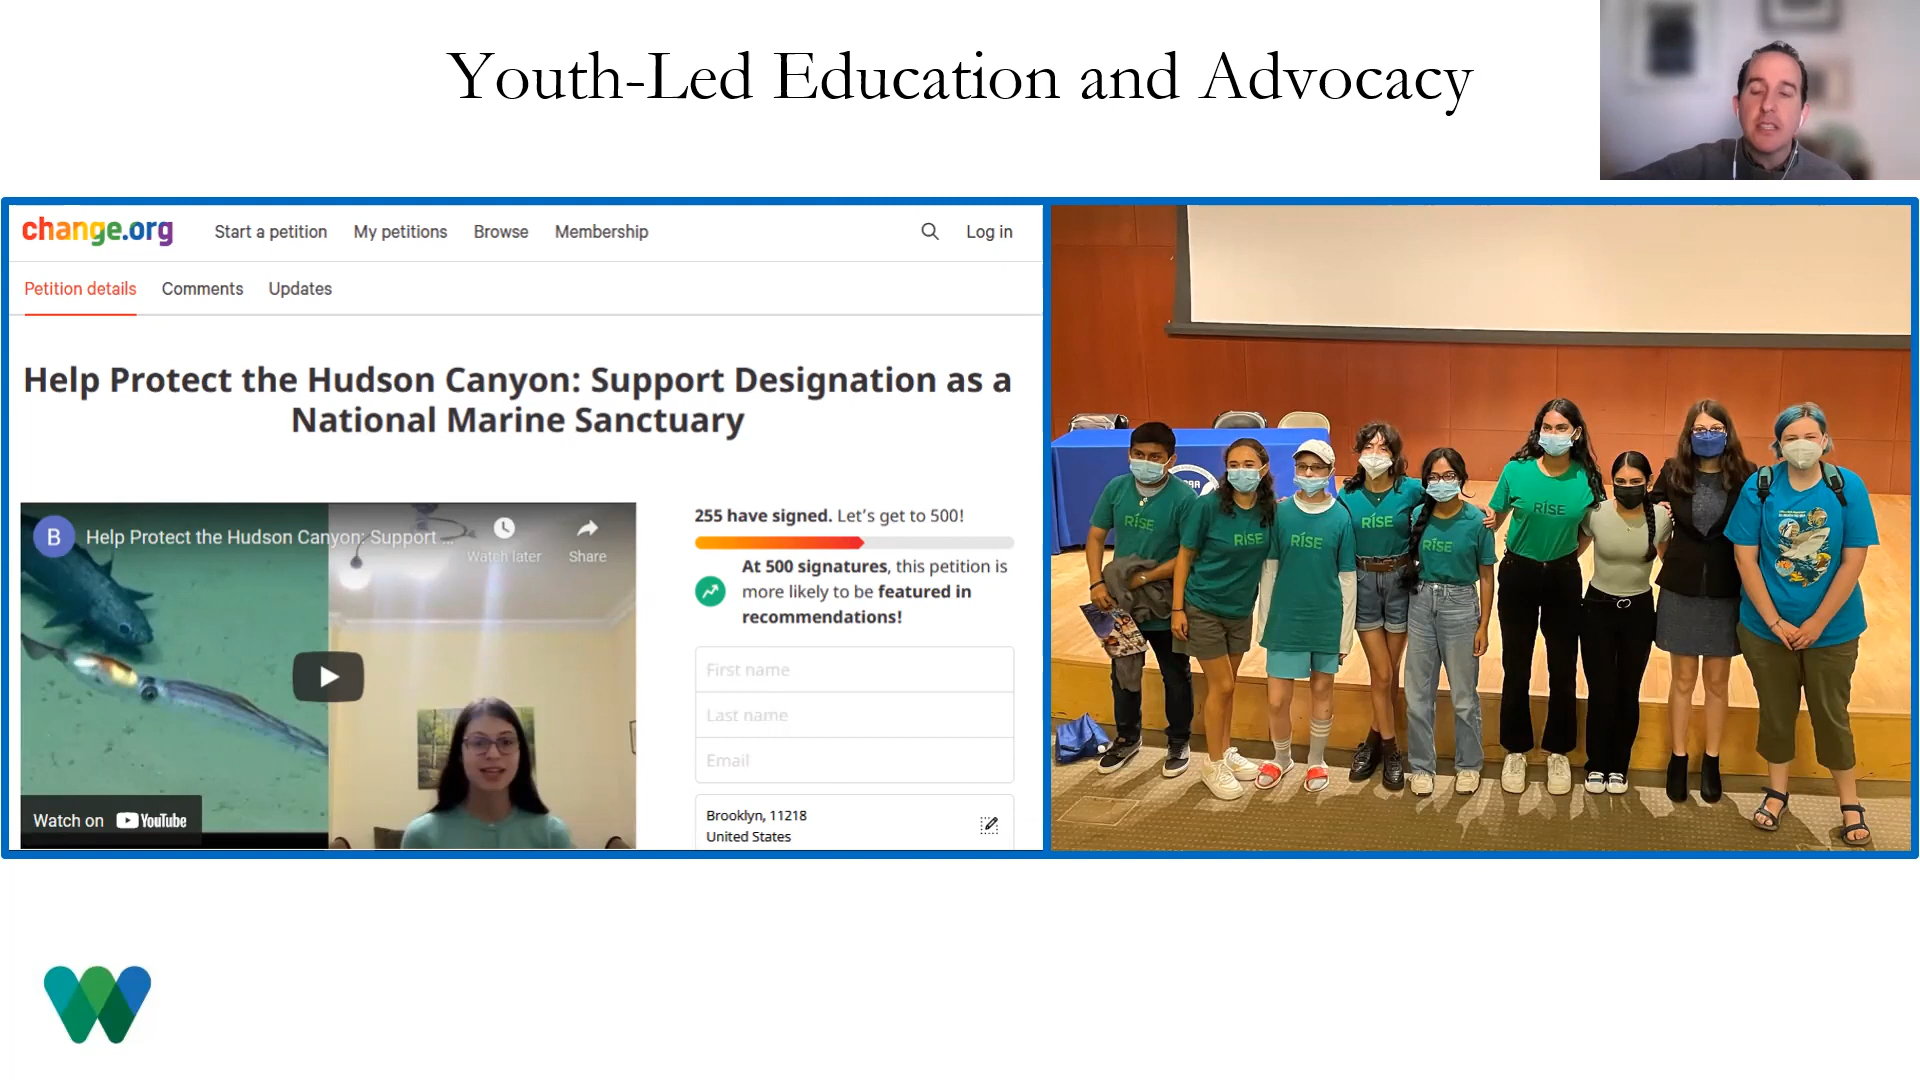 Youth-Led Education and Advocacy
change.org Start a petition My petitions Browse Membership Log in
Petition details Comments Updates
Help Protect the Hudson Canyon: Support Designation as a
National Marine Sanctuary
B Help Protect the Hudson Canyon: Support ...
Watch later Share
Watch on YouTube
255 have signed. Let's get to 500!
At 500 signatures, this petition is
more likely to be featured in
recommendations!
First name
Last name
Email
Brooklyn, 11218
United States
RISE
RISE
RÍSE
RÍSE
RISE
RISE